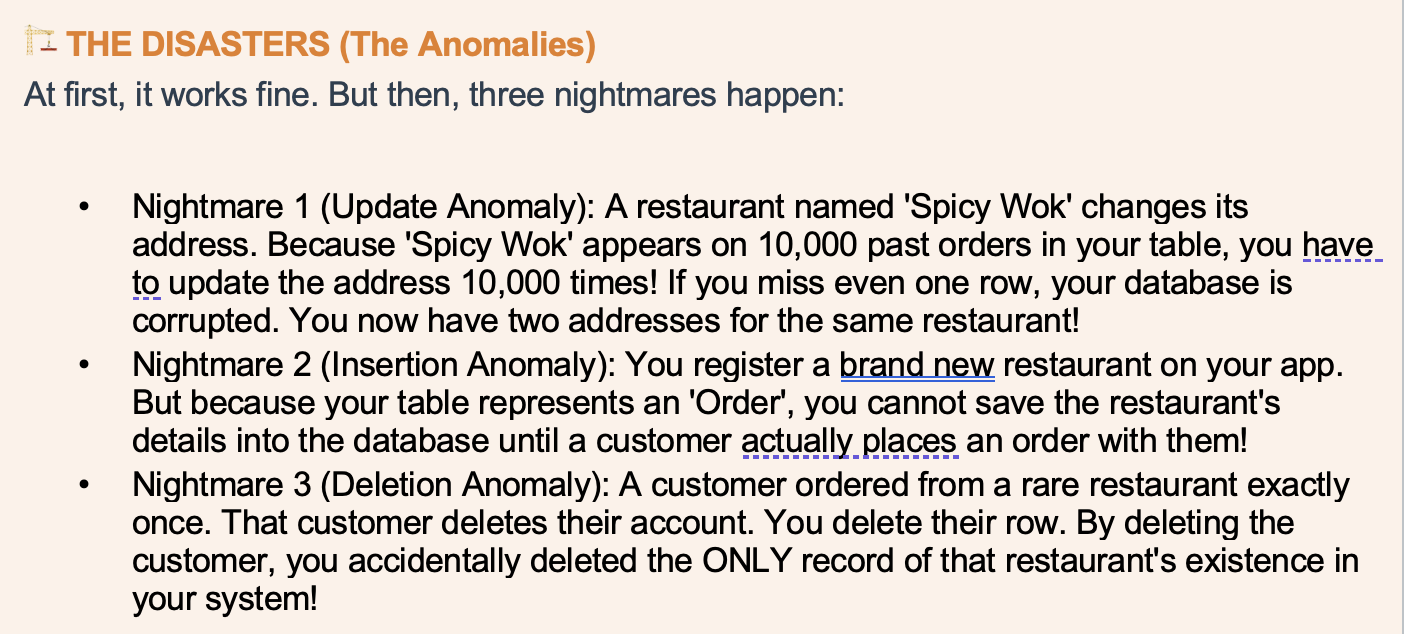 🏗️ THE DISASTERS (The Anomalies)
At first, it works fine. But then, three nightmares happen:
• Nightmare 1 (Update Anomaly): A restaurant named 'Spicy Wok' changes its
address. Because 'Spicy Wok' appears on 10,000 past orders in your table, you have
to update the address 10,000 times! If you miss even one row, your database is
corrupted. You now have two addresses for the same restaurant!
• Nightmare 2 (Insertion Anomaly): You register a brand new restaurant on your app.
But because your table represents an 'Order', you cannot save the restaurant's
details into the database until a customer actually places an order with them!
• Nightmare 3 (Deletion Anomaly): A customer ordered from a rare restaurant exactly
once. That customer deletes their account. You delete their row. By deleting the
customer, you accidentally deleted the ONLY record of that restaurant's existence in
your system!